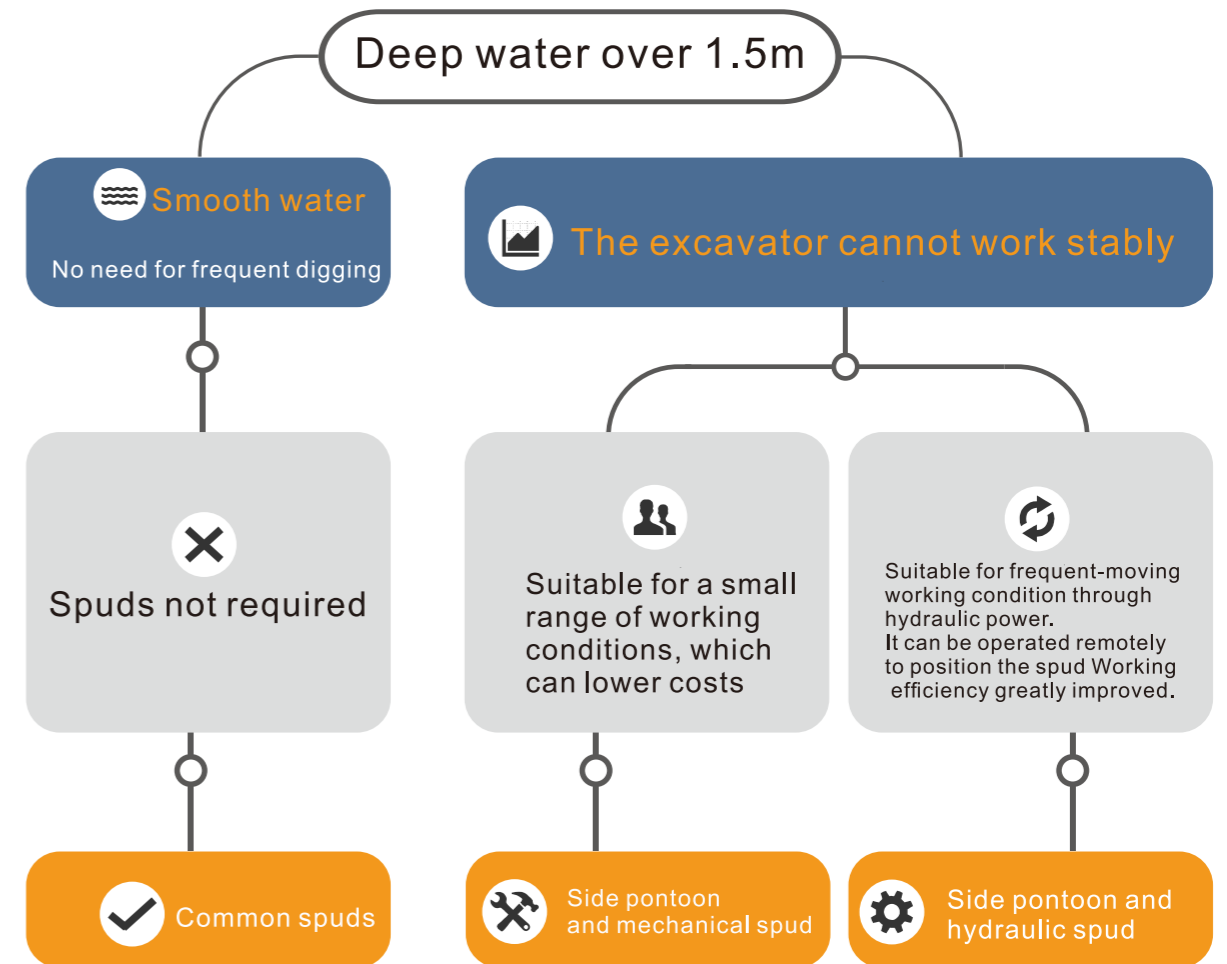 Deep water over 1.5m
Smooth water
No need for frequent digging
The excavator cannot work stably
Spuds not required
Suitable for a small
range of working
conditions, which
can lower costs
Suitable for frequent-moving
working condition through
hydraulic power.
It can be operated remotely
to position the spud Working
efficiency greatly improved.
Common spuds
Side pontoon
and mechanical spud
Side pontoon and
hydraulic spud